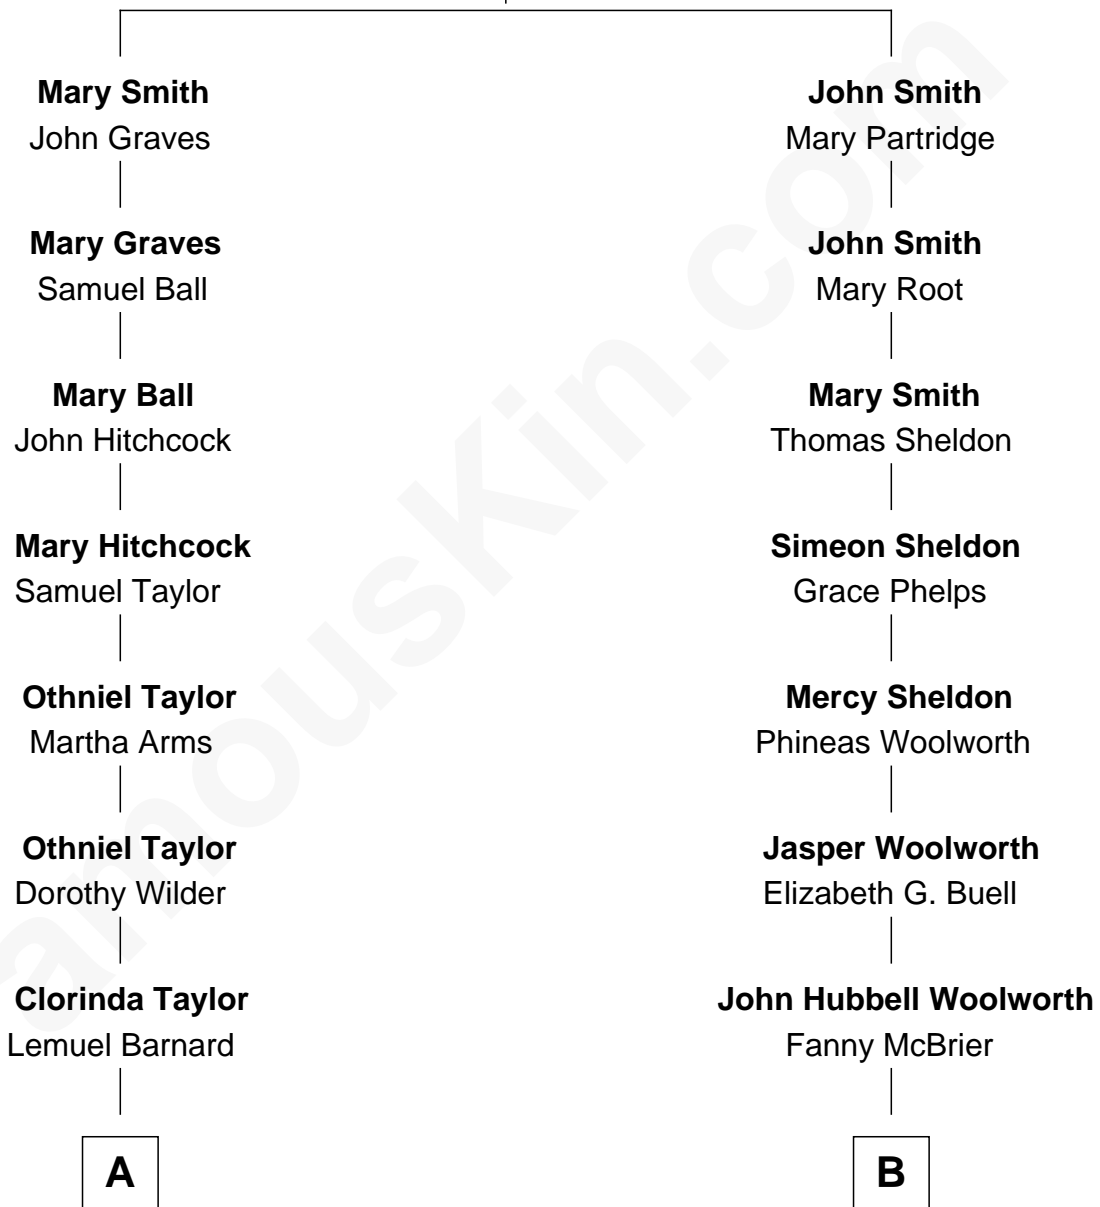 Mary Smith
John Graves
Mary Graves
Samuel Ball
Mary Ball
John Hitchcock
Mary Hitchcock
Samuel Taylor
Othniel Taylor
Martha Arms
Othniel Taylor
Dorothy Wilder
Clorinda Taylor
Lemuel Barnard
A
John Smith
Mary Partridge
John Smith
Mary Root
Mary Smith
Thomas Sheldon
Simeon Sheldon
Grace Phelps
Mercy Sheldon
Phineas Woolworth
Jasper Woolworth
Elizabeth G. Buell
John Hubbell Woolworth
Fanny McBrier
B
amouskin.com